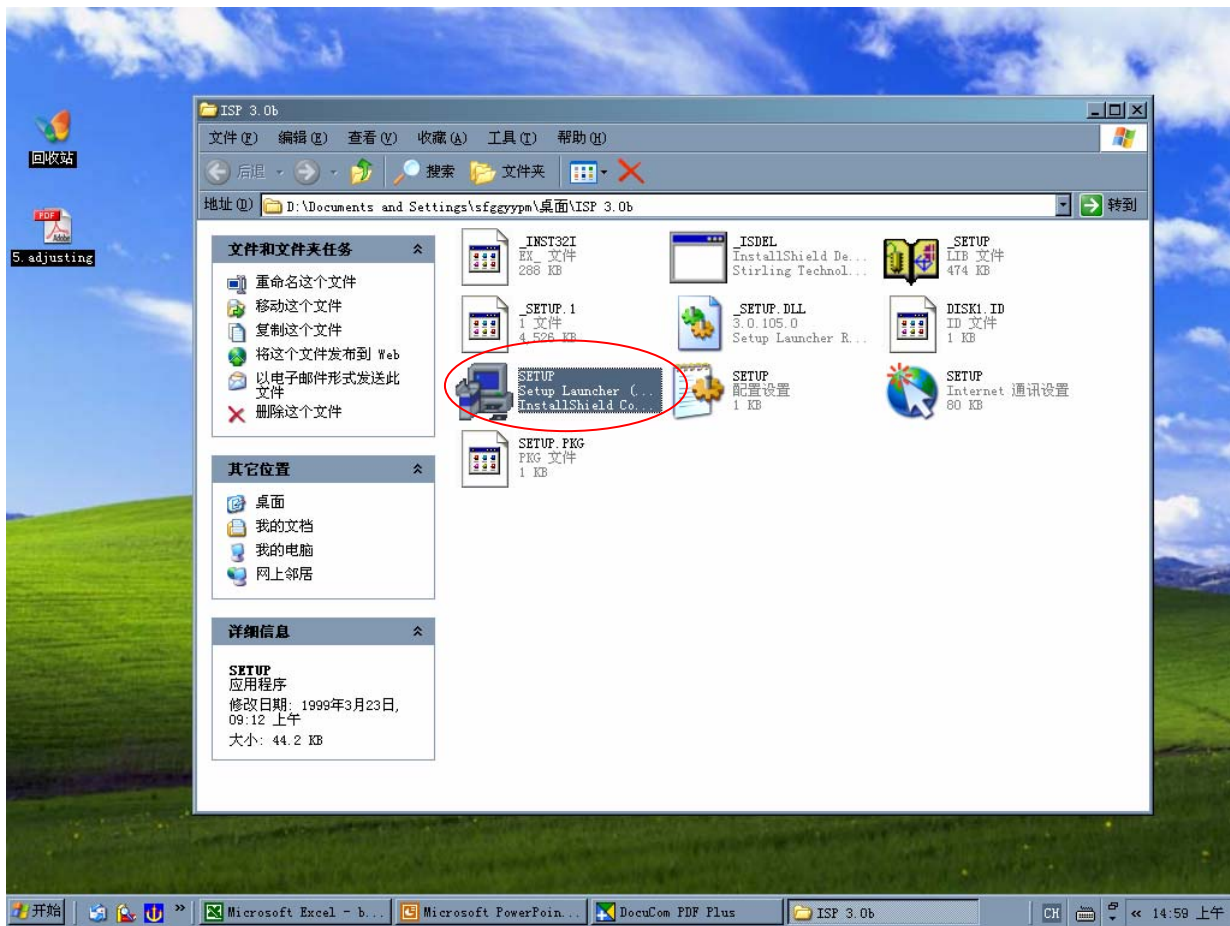 回收站
5. adjusting
ISP 3.0b
文件(F) 编辑(E) 查看(V) 收藏(A) 工具(T) 帮助(H)
后退 搜索 文件夹
地址(D) D:\Documents and Settings\sfggyypm\桌面\ISP 3.0b 转到
文件和文件夹任务
重命名这个文件
移动这个文件
复制这个文件
将这个文件发布到 Web
以电子邮件形式发送此
文件
删除这个文件
其它位置
桌面
我的文档
我的电脑
网上邻居
详细信息
SETUP
应用程序
修改日期: 1999年3月23日,
09:12 上午
大小: 44.2 KB
_INST32I
EX_ 文件
288 KB
_ISDEL
InstallShield De...
Stirling Technol...
_SETUP
LIB 文件
474 KB
_SETUP.1
1 文件
4,526 KB
_SETUP.DLL
3.0.105.0
Setup Launcher R...
DISK1.ID
ID 文件
1 KB
SETUP
Setup Launcher (...
InstallShield Co...
SETUP
配置设置
1 KB
SETUP
Internet 通讯设置
80 KB
SETUP.PKG
PKG 文件
1 KB
开始 Microsoft Excel - b... Microsoft PowerPoin... DocuCom PDF Plus ISP 3.0b CH 14:59 上午